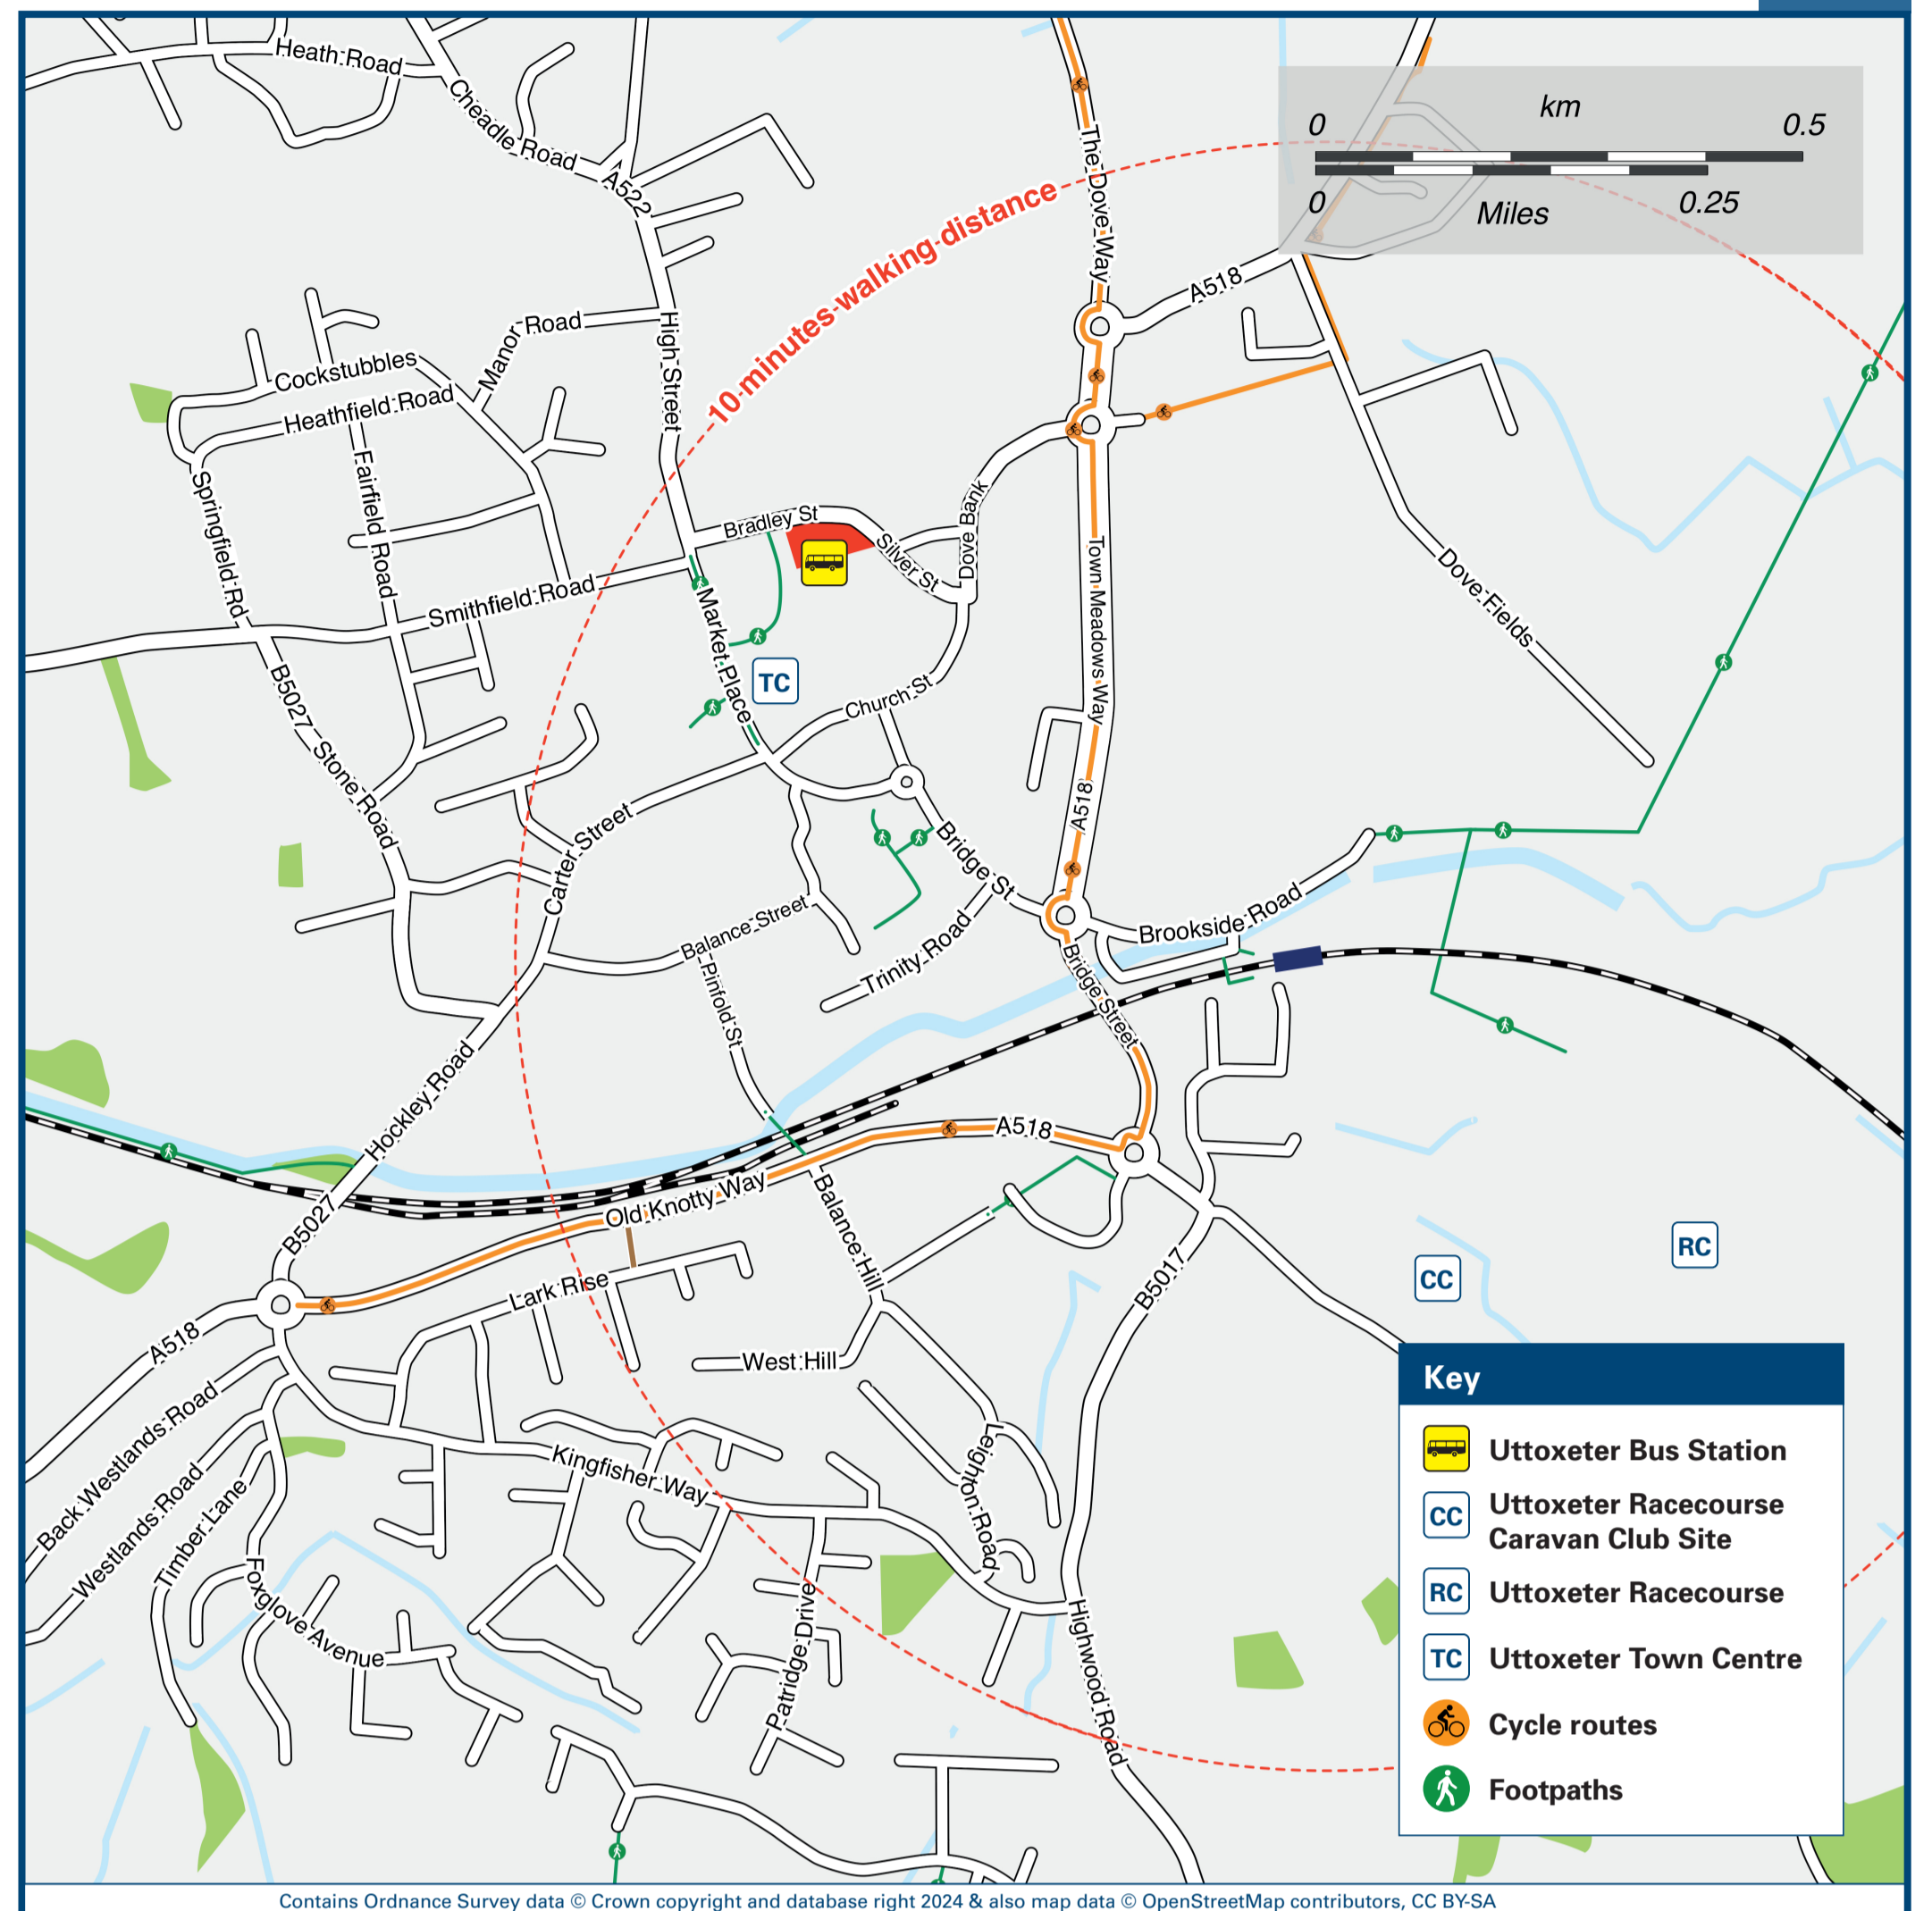 Heath Road
Cheadle Road
A522
The Dove Way
km
0
0.5
0
0.25
Miles
10 minutes walking distance
A518
Manor Road
High Street
Cockstubbles
Heathfield Road
Fairfield Road
Springfield Rd
Bradley St
Silver St
Dove Bank
Town Meadows Way
Dove Fields
Smithfield Road
Market Place
TC
Church St
B5027
Stone Road
A518
Carter Street
Bridge St
Brookside Road
Balance Street
Trinity Road
Pinfold St
Bridge Street
Hockley Road
A518
B5027
Old Knotty Way
Balance Hill
Lark Rise
B5017
RC
CC
A518
West Hill
Back Westlands Road
Westlands Road
Timber Lane
Kingfisher Way
Leighton Road
Foxglove Avenue
Patridge Drive
Highwood Road
Key
Uttoxeter Bus Station
CC
Uttoxeter Racecourse
Caravan Club Site
RC
Uttoxeter Racecourse
TC
Uttoxeter Town Centre
Cycle routes
Footpaths
Contains Ordnance Survey data © Crown copyright and database right 2024 & also map data © OpenStreetMap contributors, CC BY-SA